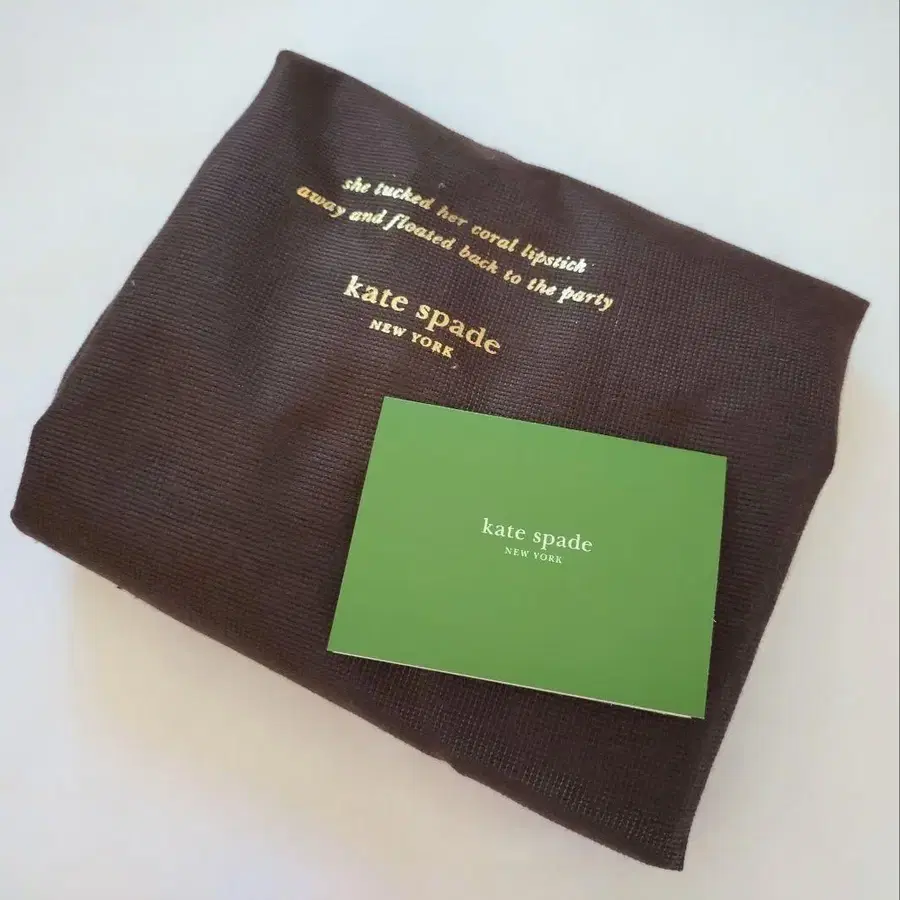 she tucked her coral lipstick
away and floated back to the party
kate spade
NEW YORK
kate spade
NEW YORK